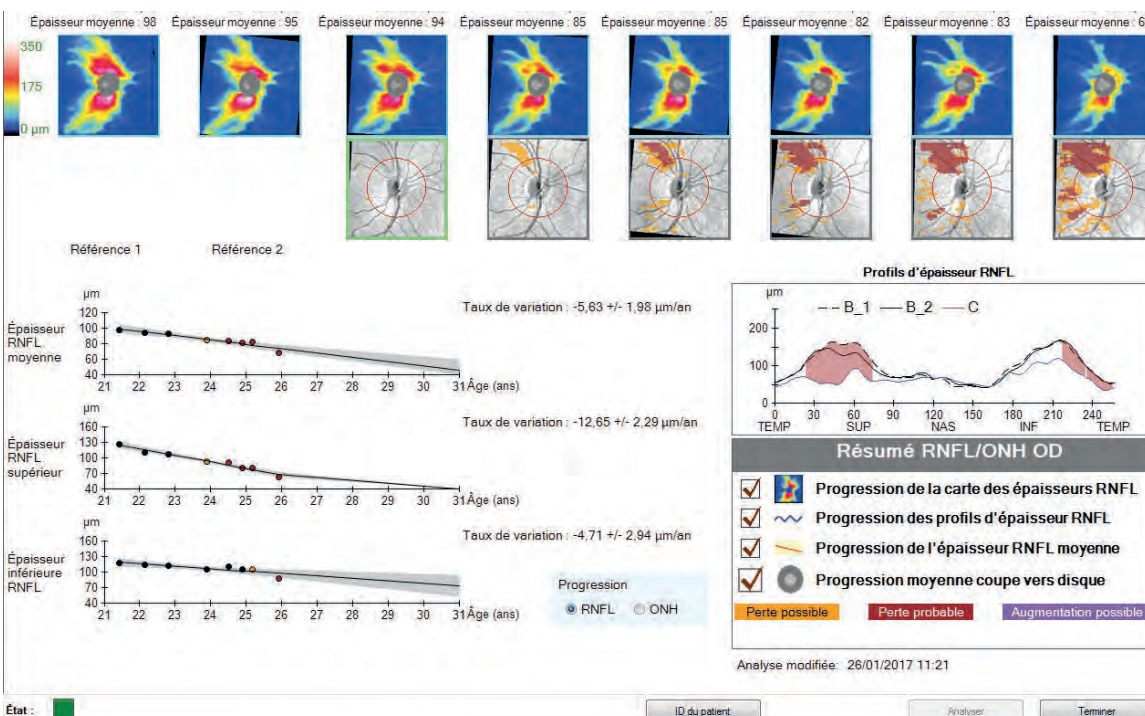 Épaisseur moyenne : 98 Épaisseur moyenne : 95 Épaisseur moyenne : 94 Épaisseur moyenne : 85 Épaisseur moyenne : 85 Épaisseur moyenne : 82 Épaisseur moyenne : 83 Épaisseur moyenne : 6
350
175
0 µm
Référence 1 Référence 2
Profils d'épaisseur RNFL
µm
B_1 B_2 C
200
100
0
0 30 60 90 120 150 180 210 240
TEMP SUP NAS INF TEMP
µm
Taux de variation : -5,63 +/- 1,98 µm/an
Épaisseur
RNFL
moyenne
120
100
80
60
40
21 22 23 24 25 26 27 28 29 30 31 Âge (ans)
µm
Taux de variation : -12,65 +/- 2,29 µm/an
Épaisseur
RNFL
supérieur
160
130
100
70
40
21 22 23 24 25 26 27 28 29 30 31 Âge (ans)
µm
Taux de variation : -4,71 +/- 2,94 µm/an
Épaisseur
inférieure
RNFL
160
130
100
70
40
21 22 23 24 25 26 27 28 29 30 31 Âge (ans)
Progression
RNFL ONH
Résumé RNFL/ONH OD
Progression de la carte des épaisseurs RNFL
Progression des profils d'épaisseur RNFL
Progression de l'épaisseur RNFL moyenne
Progression moyenne coupe vers disque
Perte possible Perte probable Augmentation possible
Analyse modifiée: 26/01/2017 11:21
État :
ID du patient Analyser Teminer